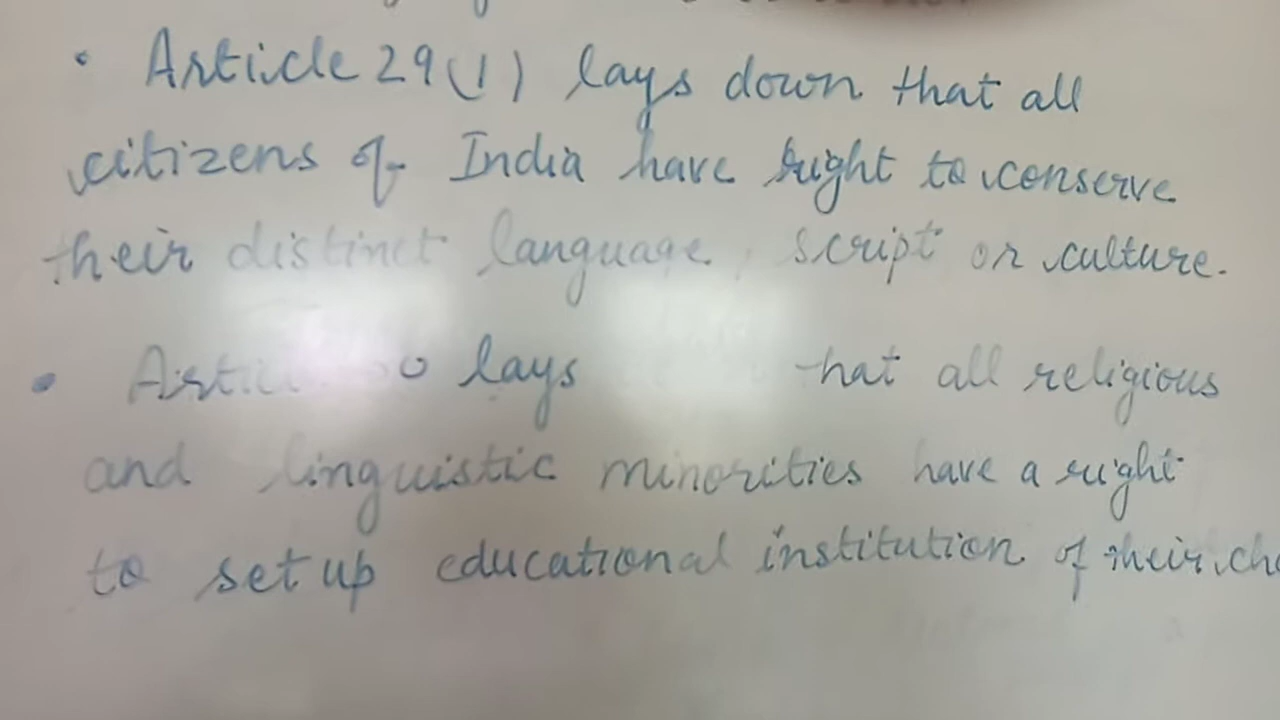 • Article 29(1) lays down that all
citizens of India have right to conserve
their distinct language, script or culture.
• lays that all religious
and linguistic minorities have a right
to set up educational institution of their